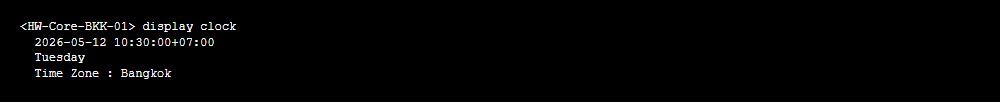 <HW-Core-BKK-01> display clock
2026-05-12 10:30:00+07:00
Tuesday
Time Zone : Bangkok